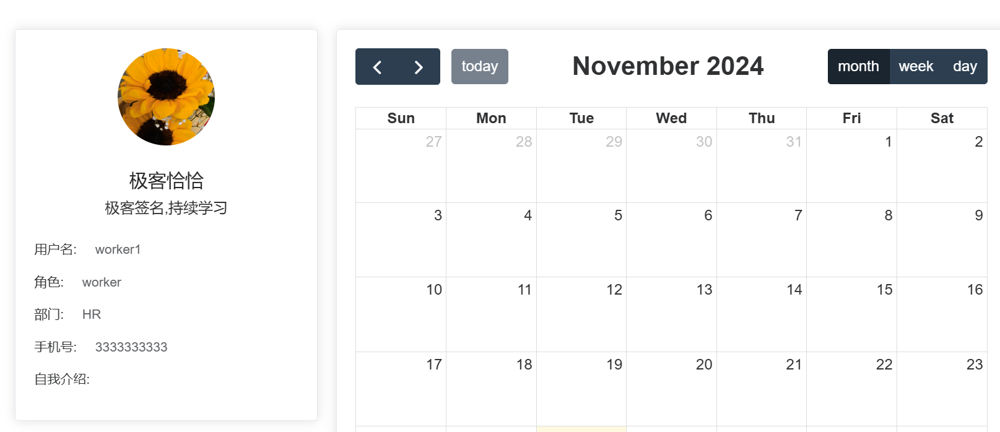 极客恰恰
极客签名,持续学习
用户名: worker1
角色: worker
部门: HR
手机号: 3333333333
自我介绍:
today
November 2024
month week day
Sun Mon Tue Wed Thu Fri Sat
27 28 29 30 31 1 2
3 4 5 6 7 8 9
10 11 12 13 14 15 16
17 18 19 20 21 22 23